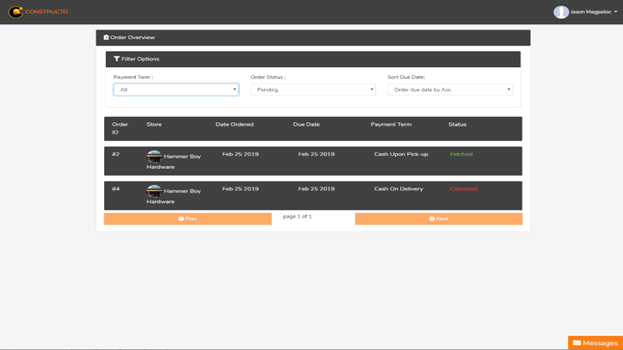 CONSTRUCTO
Jason Magpatoc
Order Overview
Filter Options
Payment Term :
Order Status :
Sort Due Date:
All
Pending
Order due date by Asc
Order ID
Store
Date Ordered
Due Date
Payment Term
Status
#2
Hammer Boy
Hardware
Feb 25 2019
Feb 25 2019
Cash Upon Pick-up
Fetched
#4
Hammer Boy
Hardware
Feb 25 2019
Feb 25 2019
Cash On Delivery
Cancelled
Prev
page 1 of 1
Next
Messages